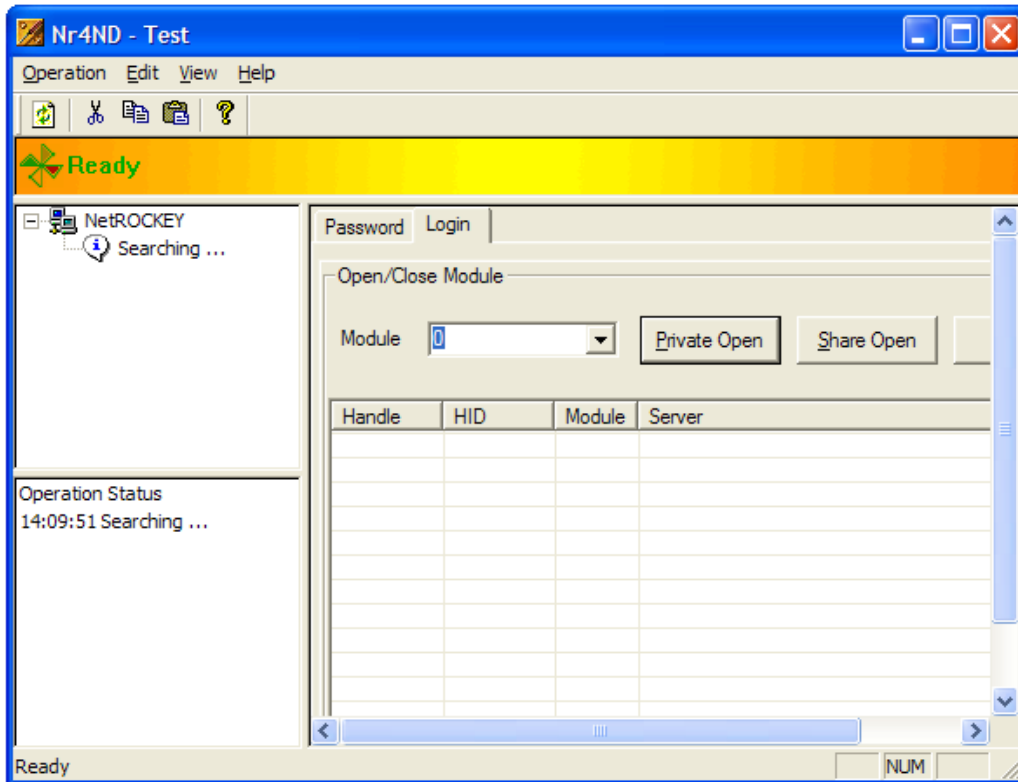 Nr4ND - Test
Operation Edit View Help
Ready
NetROCKEY
Searching ...
Operation Status
14:09:51 Searching ...
Password Login
Open/Close Module
Module 0 Private Open Share Open
Handle HID Module Server
Ready NUM